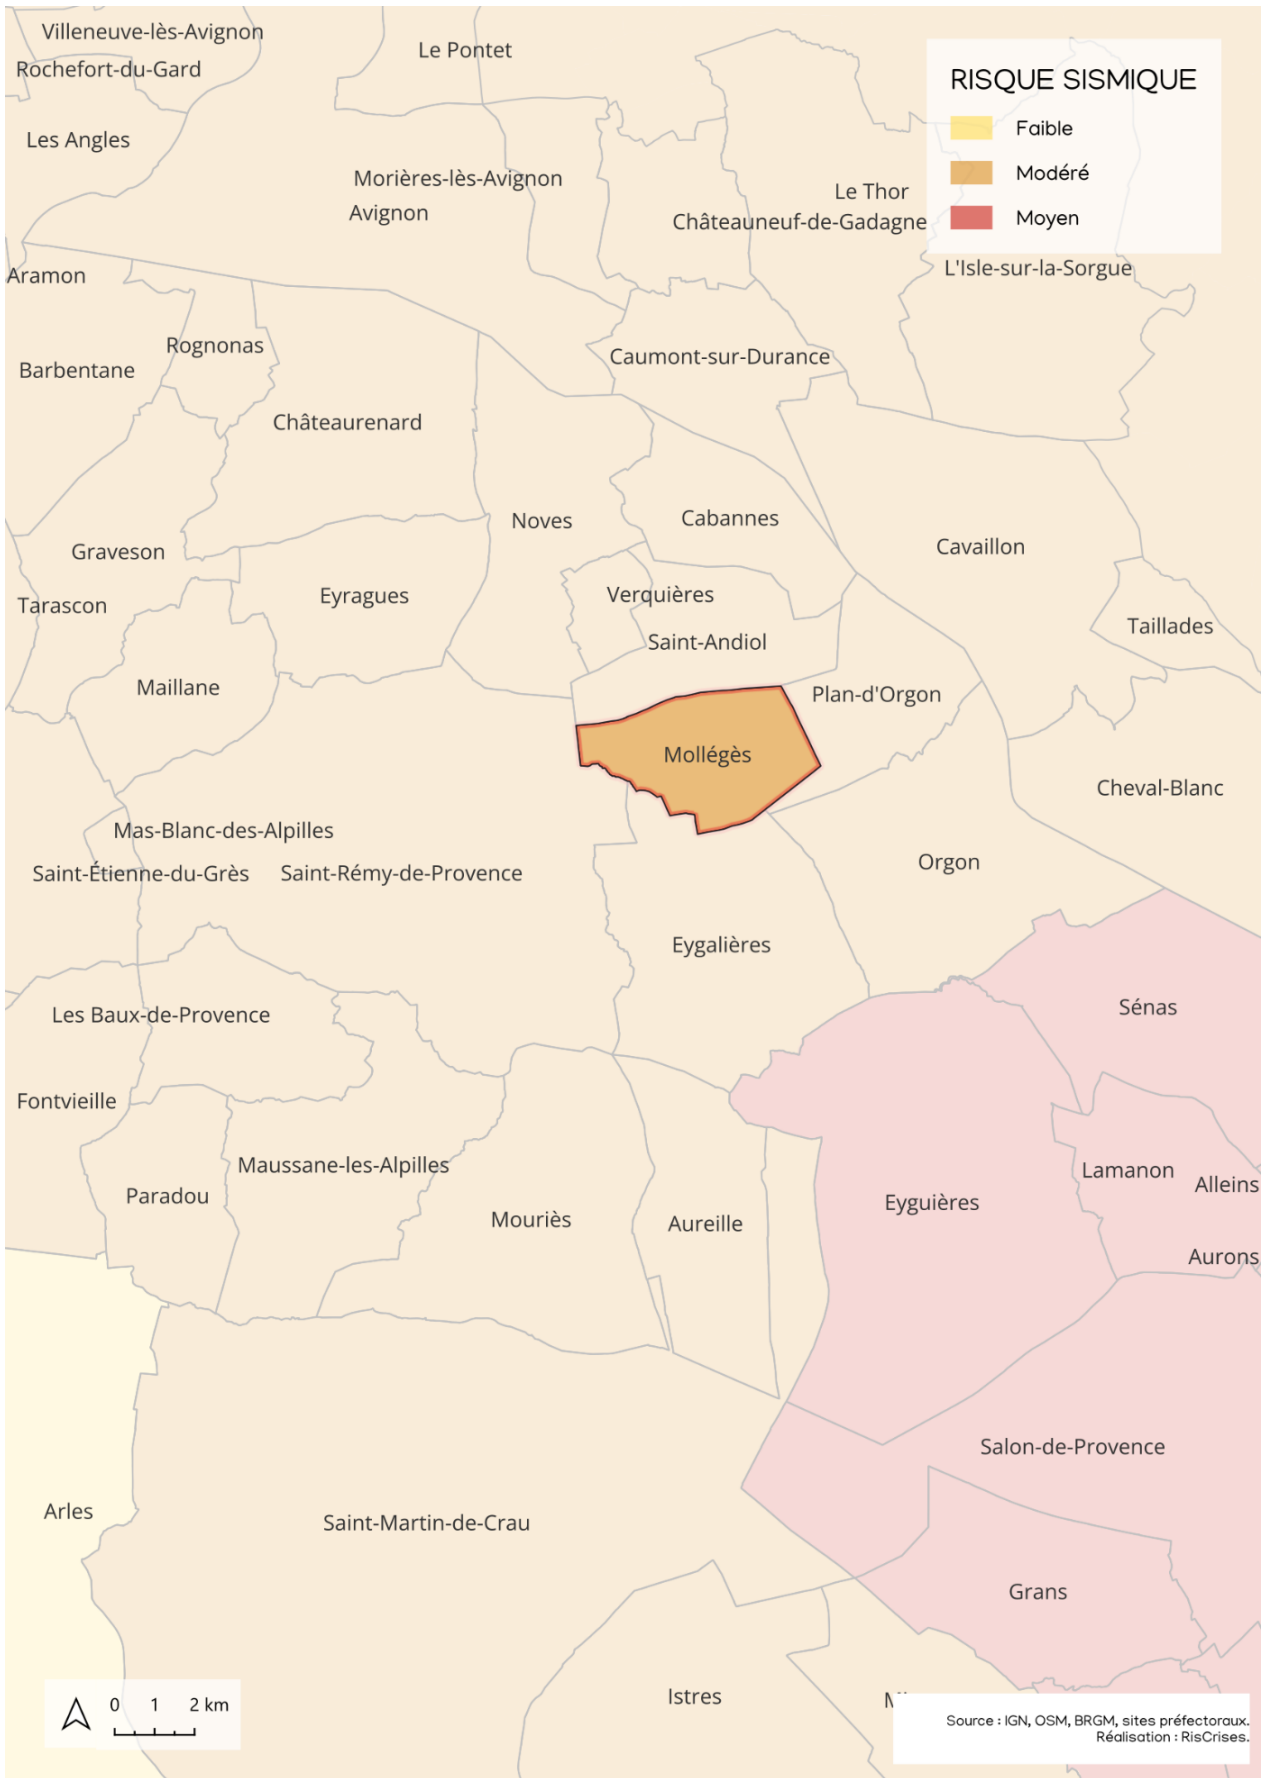 Villeneuve-lès-Avignon
Le Pontet
Rochefort-du-Gard
RISQUE SISMIQUE
Faible
Modéré
Moyen
Les Angles
Morières-lès-Avignon
Le Thor
Avignon
Châteauneuf-de-Gadagne
L'Isle-sur-la-Sorgue
Aramon
Rognonas
Caumont-sur-Durance
Barbentane
Châteaurenard
Noves
Cabannes
Cavaillon
Graveson
Eyragues
Verquières
Tarascon
Taillades
Saint-Andiol
Maillane
Plan-d'Orgon
Mollégès
Cheval-Blanc
Mas-Blanc-des-Alpilles
Orgon
Saint-Étienne-du-Grès
Saint-Rémy-de-Provence
Eygalières
Sénas
Les Baux-de-Provence
Fontvieille
Maussane-les-Alpilles
Lamanon
Alleins
Paradou
Eyguières
Mouriès
Aureille
Aurons
Salon-de-Provence
Arles
Saint-Martin-de-Crau
Grans
Istres
0 1 2 km
Source : IGN, OSM, BRGM, sites préfectoraux.
Réalisation : RisCrises.